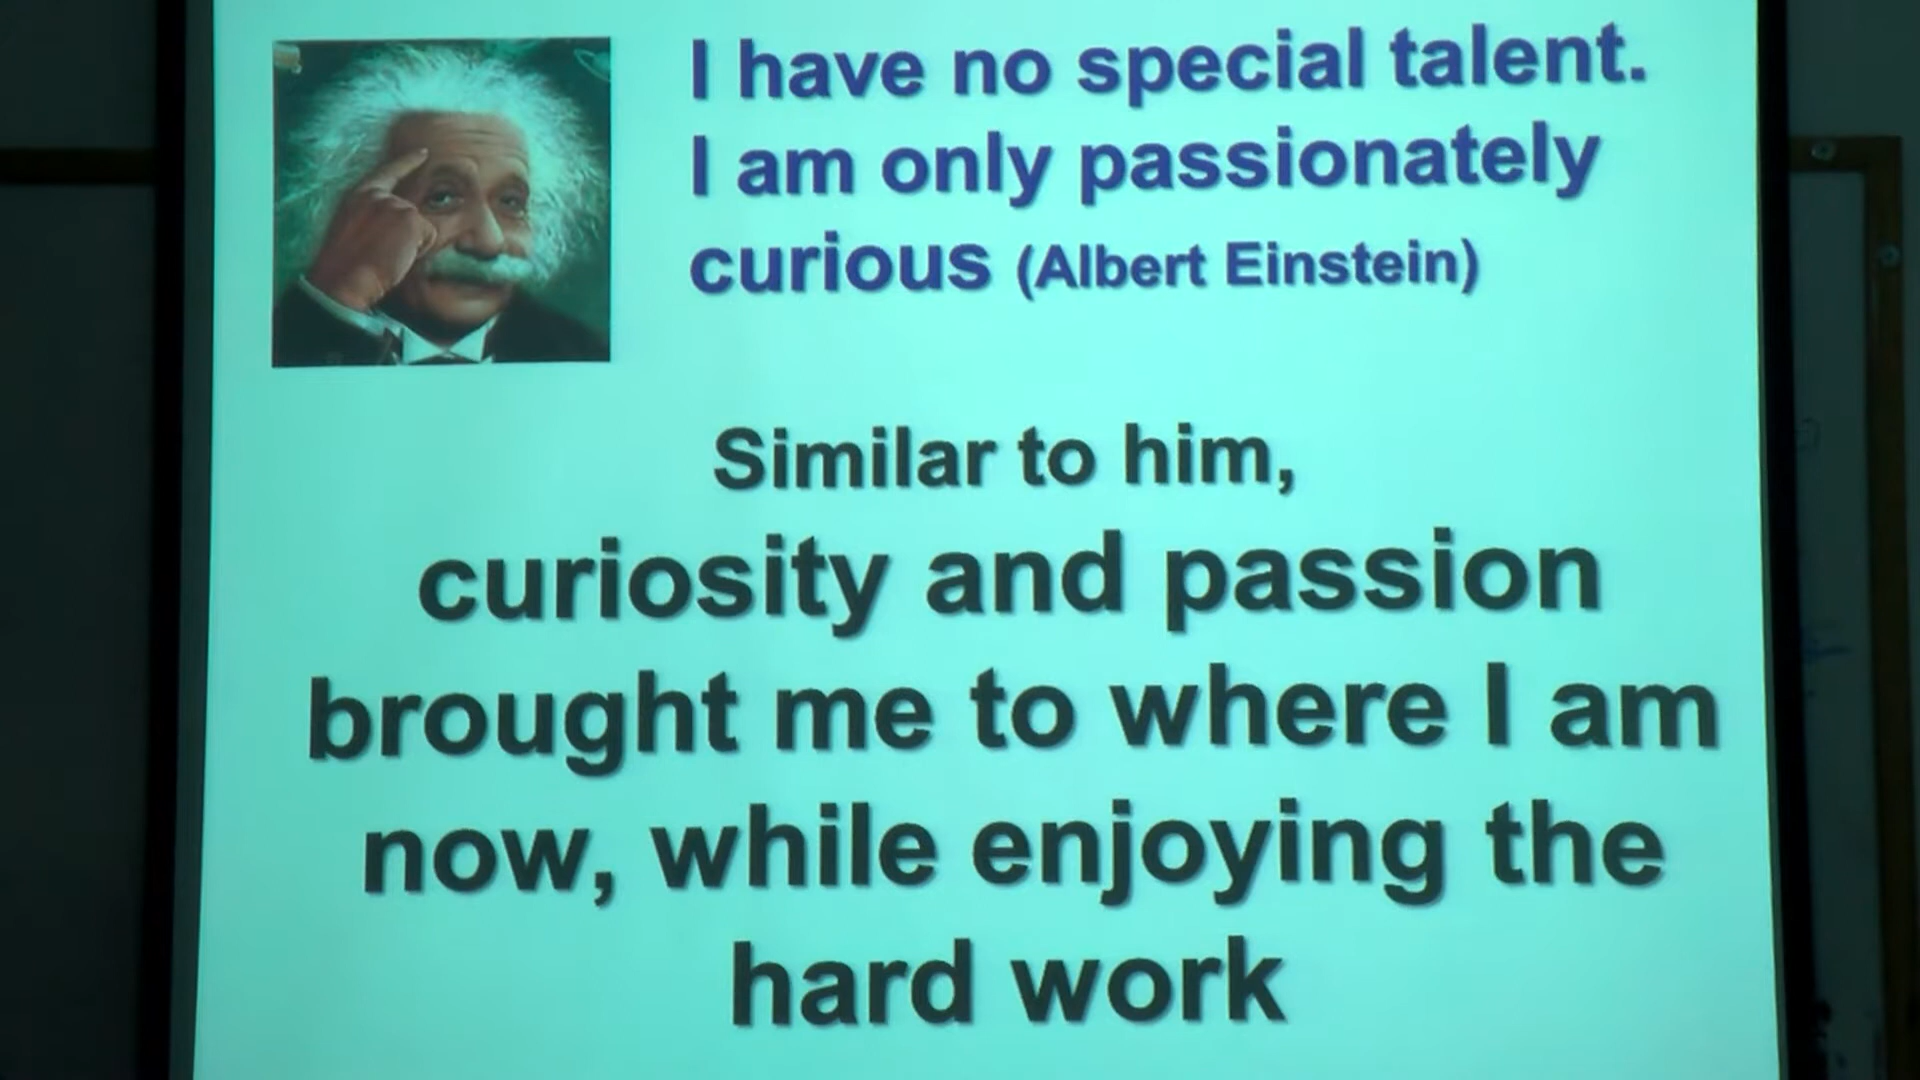 I have no special talent.
I am only passionately
curious (Albert Einstein)
Similar to him,
curiosity and passion
brought me to where I am
now, while enjoying the
hard work